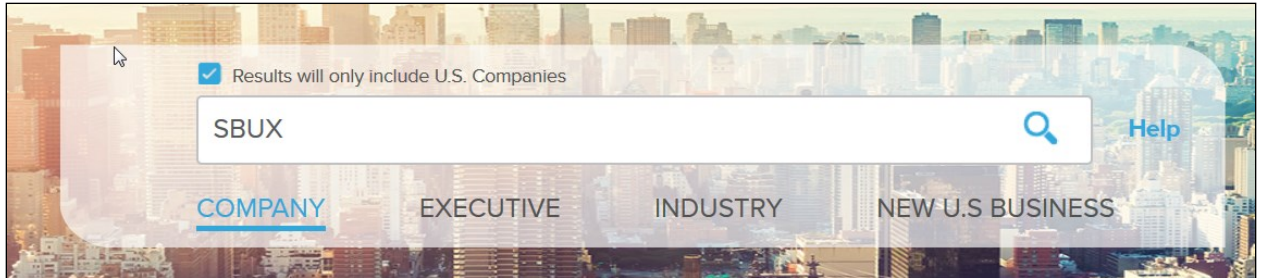 Results will only include U.S. Companies
SBUX
Help
COMPANY EXECUTIVE INDUSTRY NEW U.S BUSINESS